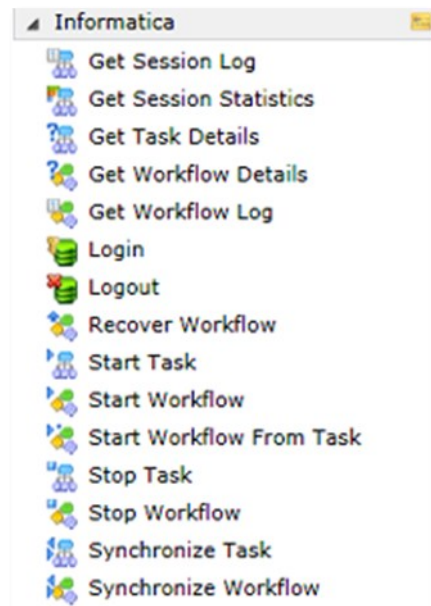 Informatica
Get Session Log
Get Session Statistics
Get Task Details
Get Workflow Details
Get Workflow Log
Login
Logout
Recover Workflow
Start Task
Start Workflow
Start Workflow From Task
Stop Task
Stop Workflow
Synchronize Task
Synchronize Workflow